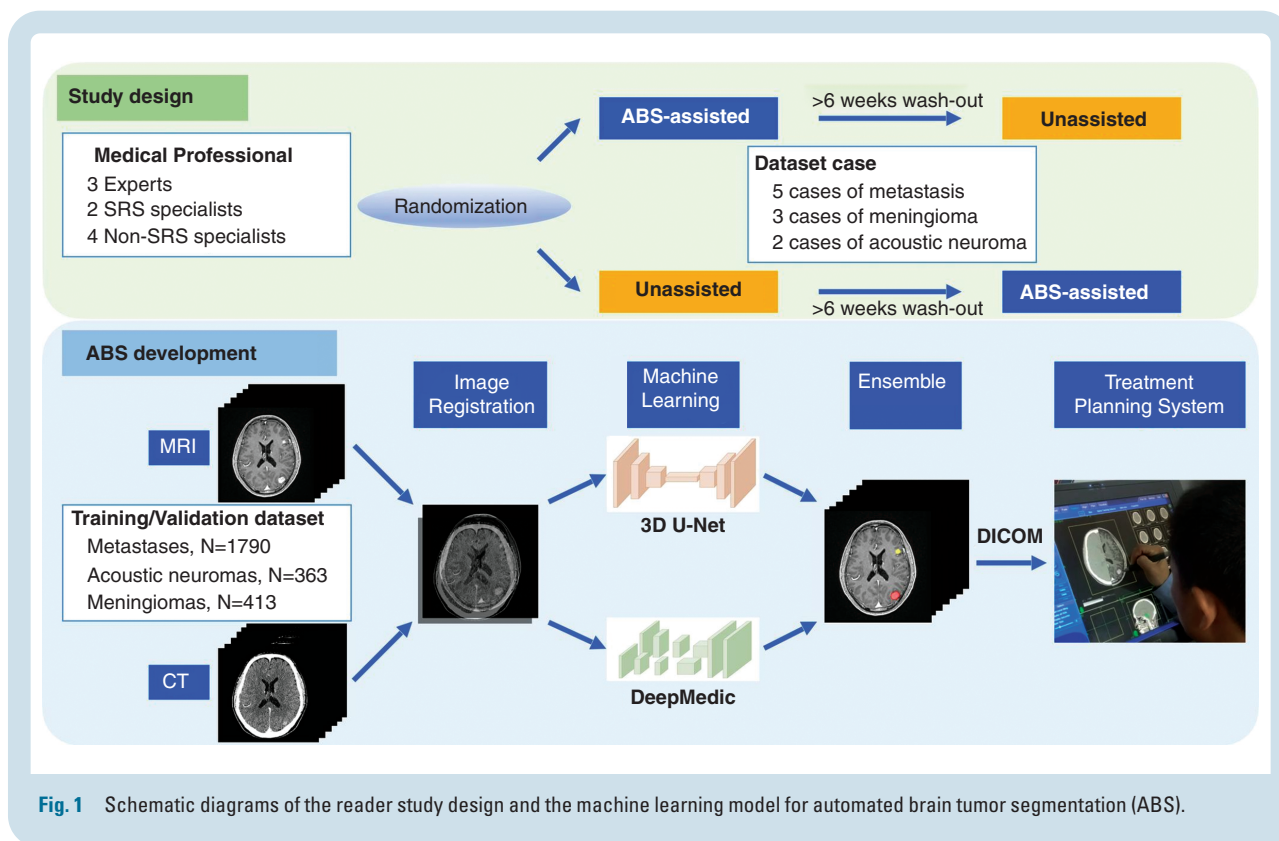 Study design
Medical Professional
3 Experts
2 SRS specialists
4 Non-SRS specialists
Randomization
ABS-assisted
>6 weeks wash-out
Unassisted
Dataset case
5 cases of metastasis
3 cases of meningioma
2 cases of acoustic neuroma
Unassisted
>6 weeks wash-out
ABS-assisted
ABS development
MRI
Training/Validation dataset
Metastases, N=1790
Acoustic neuromas, N=363
Meningiomas, N=413
CT
Image
Registration
Machine
Learning
3D U-Net
DeepMedic
Ensemble
DICOM
Treatment
Planning System
Fig. 1 Schematic diagrams of the reader study design and the machine learning model for automated brain tumor segmentation (ABS).